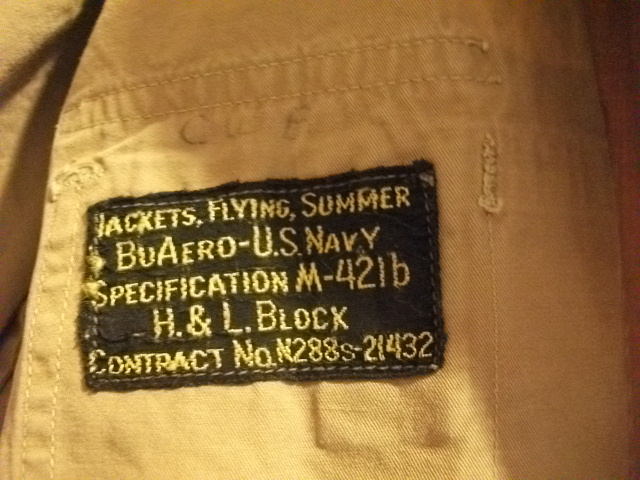 C W F
JACKETS, FLYING, SUMMER
BUAERO-U.S. NAVY
SPECIFICATION M-421b
H. & L. BLOCK
CONTRACT NO. N288s-21432